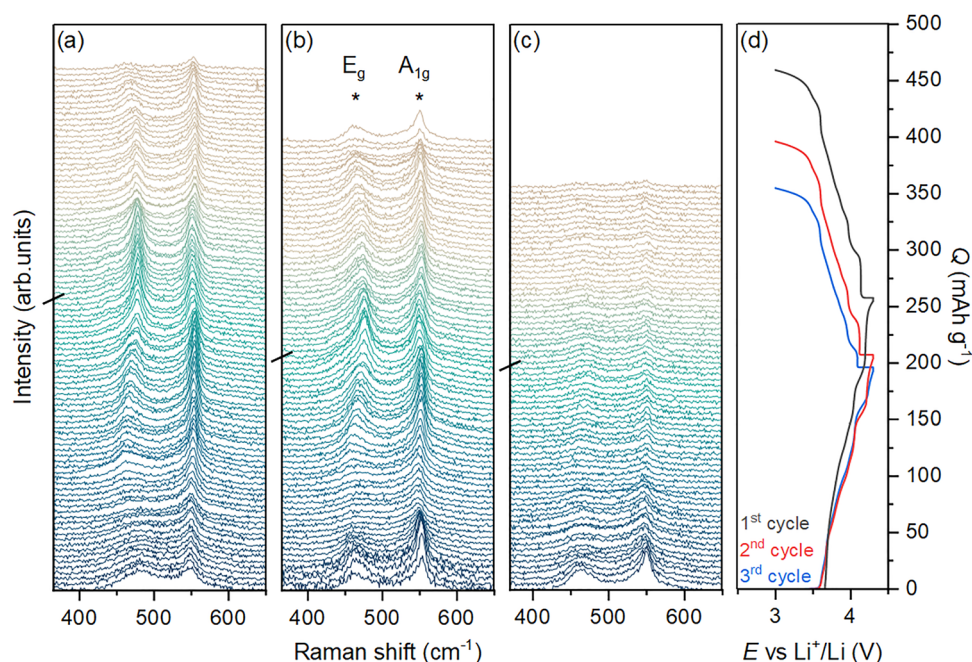 (a)
(b)
(c)
(d)
E_g
A_1g
*
*
Intensity (arb.units)
400
500
600
400
500
600
400
500
600
Raman shift (cm⁻¹)
500
450
400
350
300
250
200
150
100
50
0
Q (mAh g⁻¹)
1st cycle
2nd cycle
3rd cycle
3
4
E vs Li⁺/Li (V)